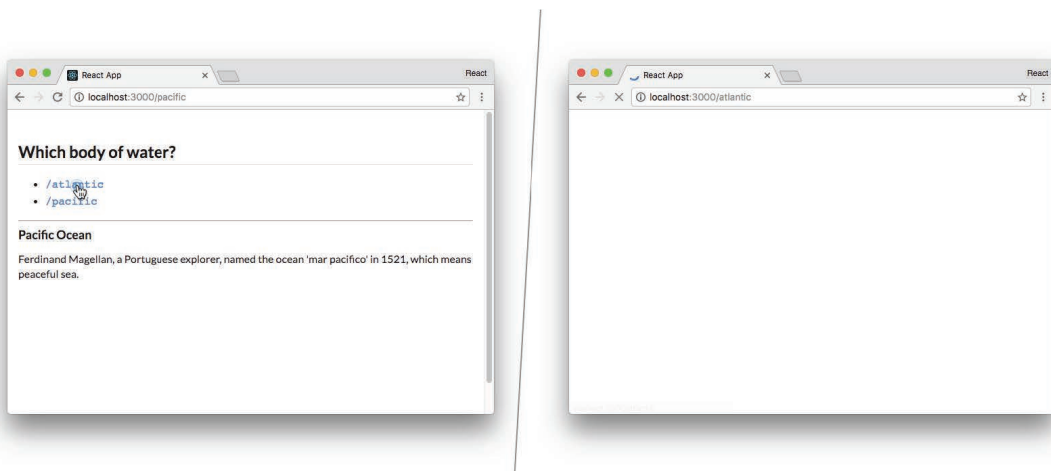 React App
React
localhost:3000/pacific
Which body of water?
/atlantic
/pacific
Pacific Ocean
Ferdinand Magellan, a Portuguese explorer, named the ocean 'mar pacifico' in 1521, which means
peaceful sea.
React App
React
localhost:3000/atlantic